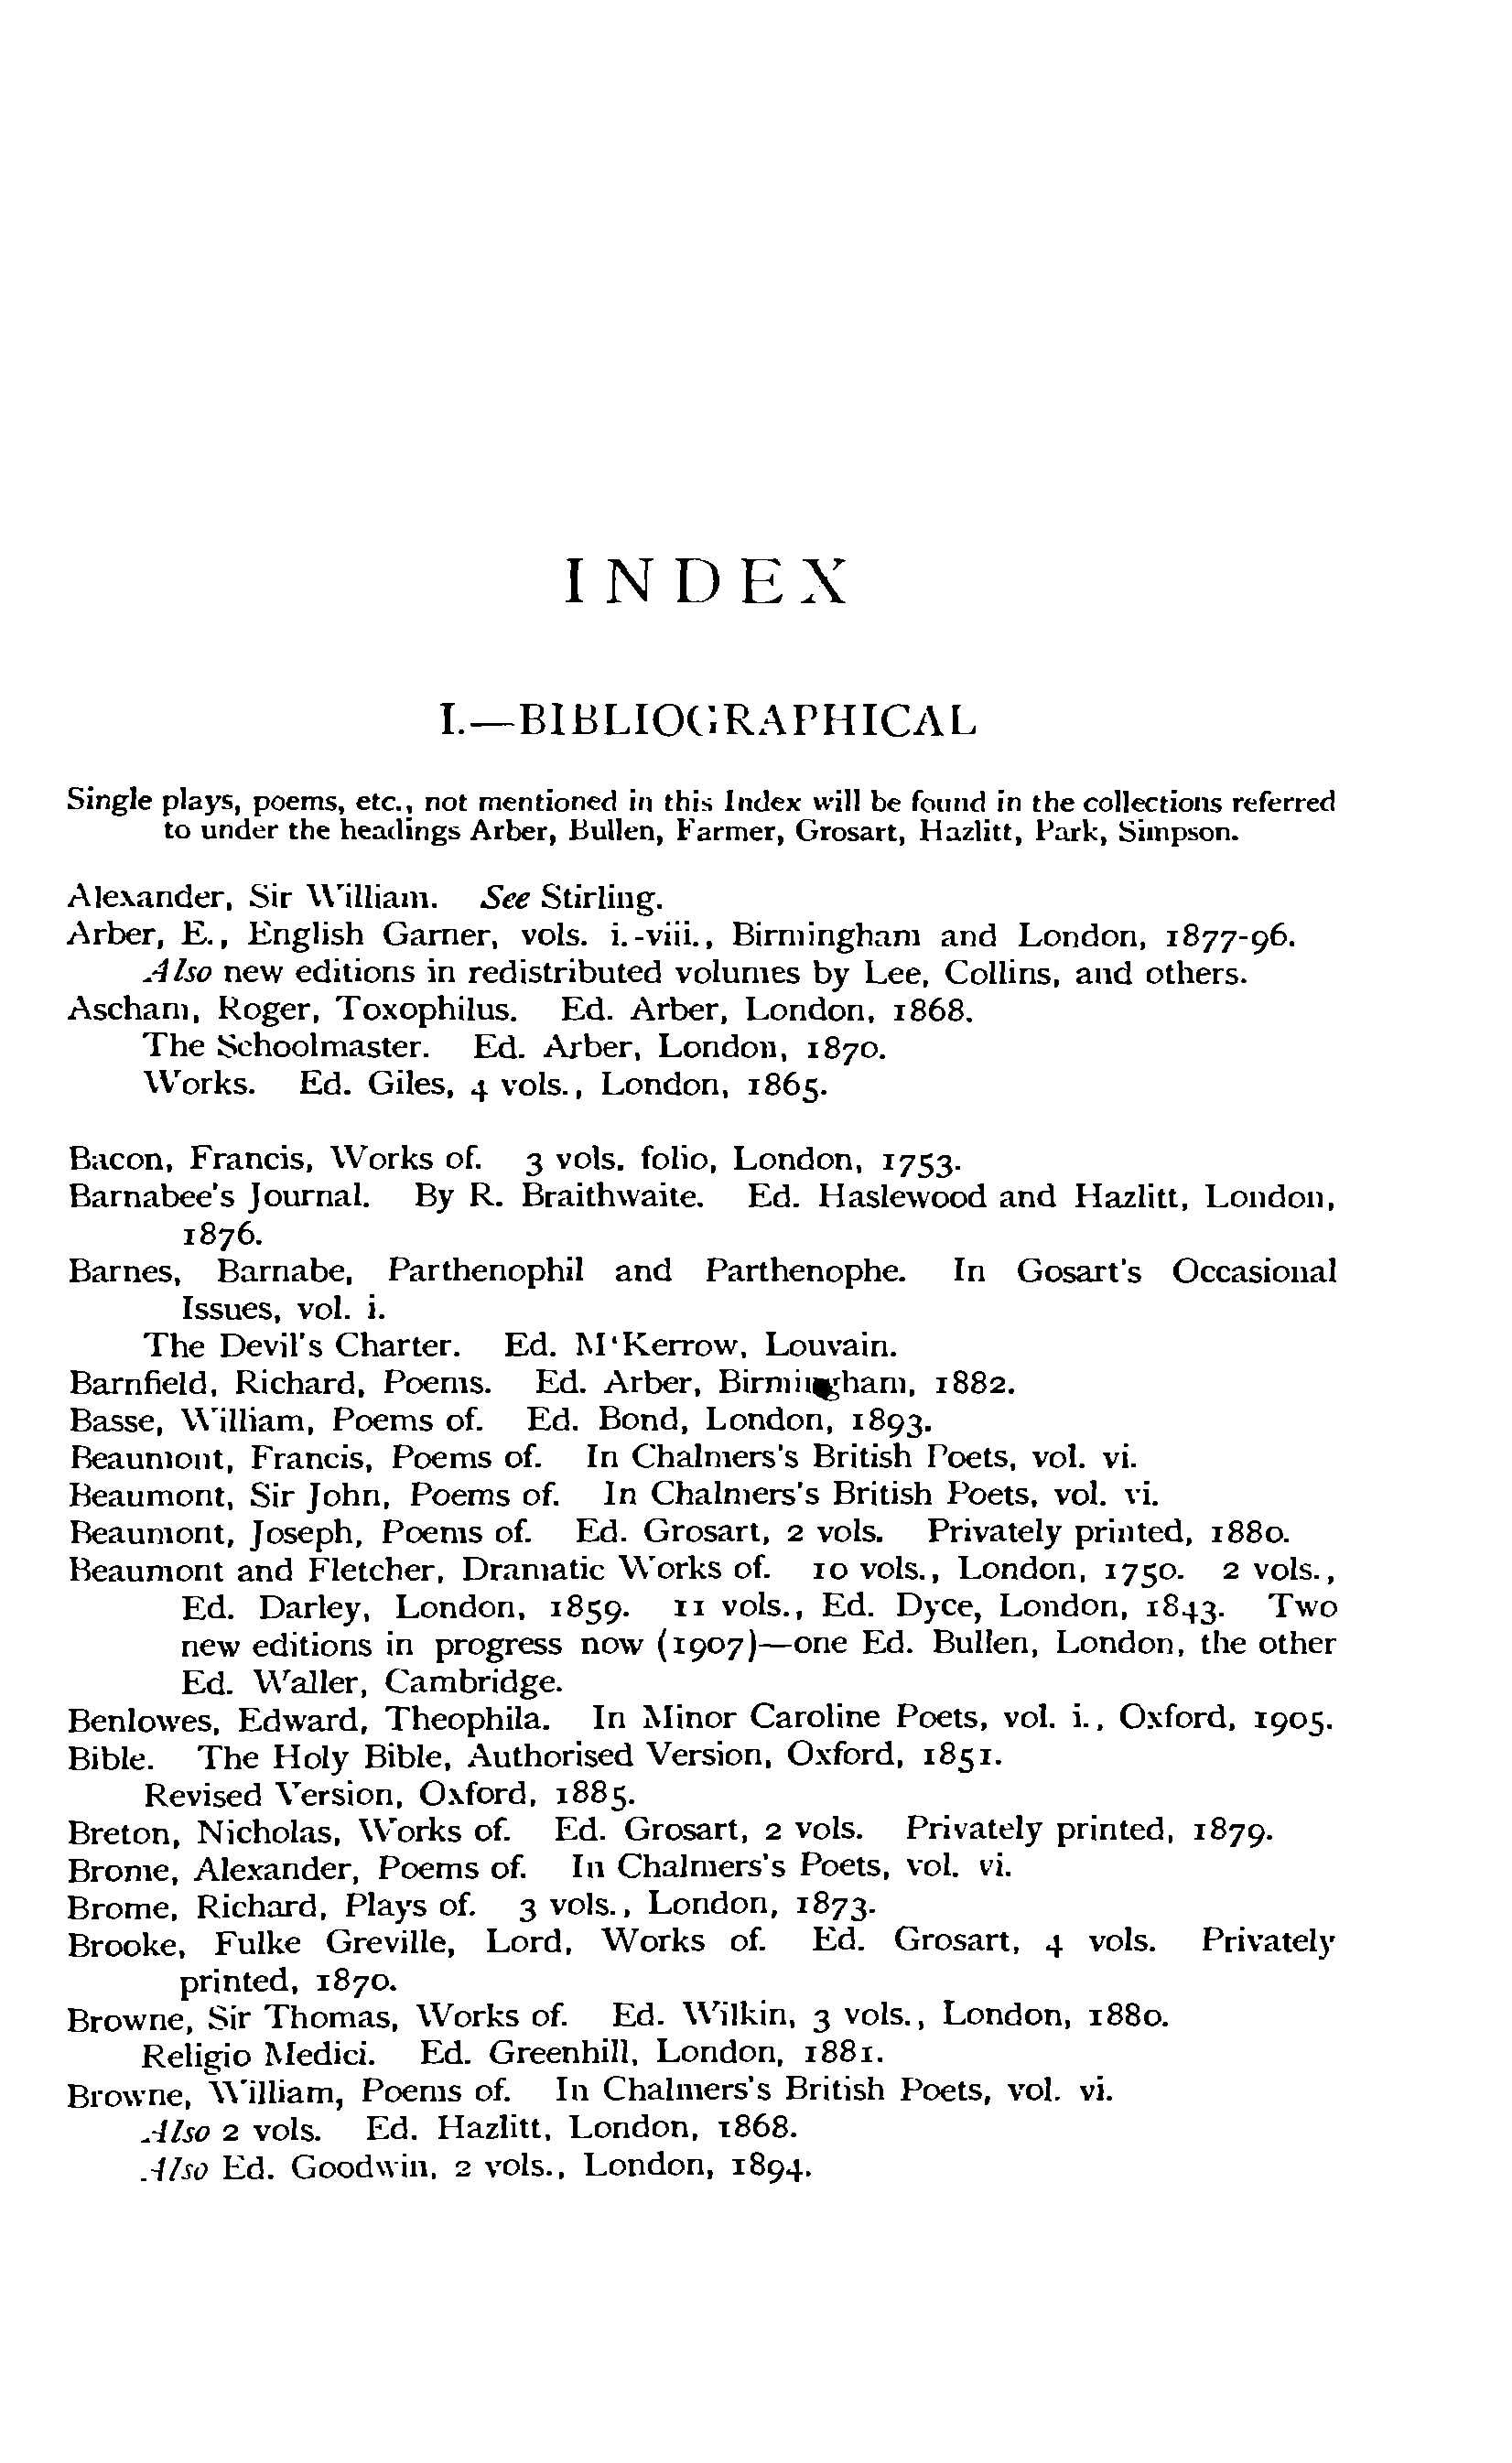 INDEX
I.—BIBLIOGRAPHICAL
Single plays, poems, etc., not mentioned in this Index will be found in the collections referred
to under the headings Arber, Bullen, Farmer, Grosart, Hazlitt, Park, Simpson.
Alexander, Sir William. See Stirling.
Arber, E., English Garner, vols. i.-viii., Birmingham and London, 1877-96.
Also new editions in redistributed volumes by Lee, Collins, and others.
Ascham, Roger, Toxophilus. Ed. Arber, London, 1868.
The Schoolmaster. Ed. Arber, London, 1870.
Works. Ed. Giles, 4 vols., London, 1865.
Bacon, Francis, Works of. 3 vols. folio, London, 1753.
Barnabee's Journal. By R. Braithwaite. Ed. Haslewood and Hazlitt, London,
1876.
Barnes, Barnabe, Parthenophil and Parthenophe. In Gosart's Occasional
Issues, vol. i.
The Devil's Charter. Ed. M‘Kerrow, Louvain.
Barnfield, Richard, Poems. Ed. Arber, Birmingham, 1882.
Basse, William, Poems of. Ed. Bond, London, 1893.
Beaumont, Francis, Poems of. In Chalmers's British Poets, vol. vi.
Beaumont, Sir John, Poems of. In Chalmers's British Poets, vol. vi.
Beaumont, Joseph, Poems of. Ed. Grosart, 2 vols. Privately printed, 1880.
Beaumont and Fletcher, Dramatic Works of. 10 vols., London, 1750. 2 vols.,
Ed. Darley, London, 1859. 11 vols., Ed. Dyce, London, 1843. Two
new editions in progress now (1907)—one Ed. Bullen, London, the other
Ed. Waller, Cambridge.
Benlowes, Edward, Theophila. In Minor Caroline Poets, vol. i., Oxford, 1905.
Bible. The Holy Bible, Authorised Version, Oxford, 1851.
Revised Version, Oxford, 1885.
Breton, Nicholas, Works of. Ed. Grosart, 2 vols. Privately printed, 1879.
Brome, Alexander, Poems of. In Chalmers's Poets, vol. vi.
Brome, Richard, Plays of. 3 vols., London, 1873.
Brooke, Fulke Greville, Lord, Works of. Ed. Grosart, 4 vols. Privately
printed, 1870.
Browne, Sir Thomas, Works of. Ed. Wilkin, 3 vols., London, 1880.
Religio Medici. Ed. Greenhill, London, 1881.
Browne, William, Poems of. In Chalmers's British Poets, vol. vi.
Also 2 vols. Ed. Hazlitt, London, 1868.
Also Ed. Goodwin, 2 vols., London, 1894.